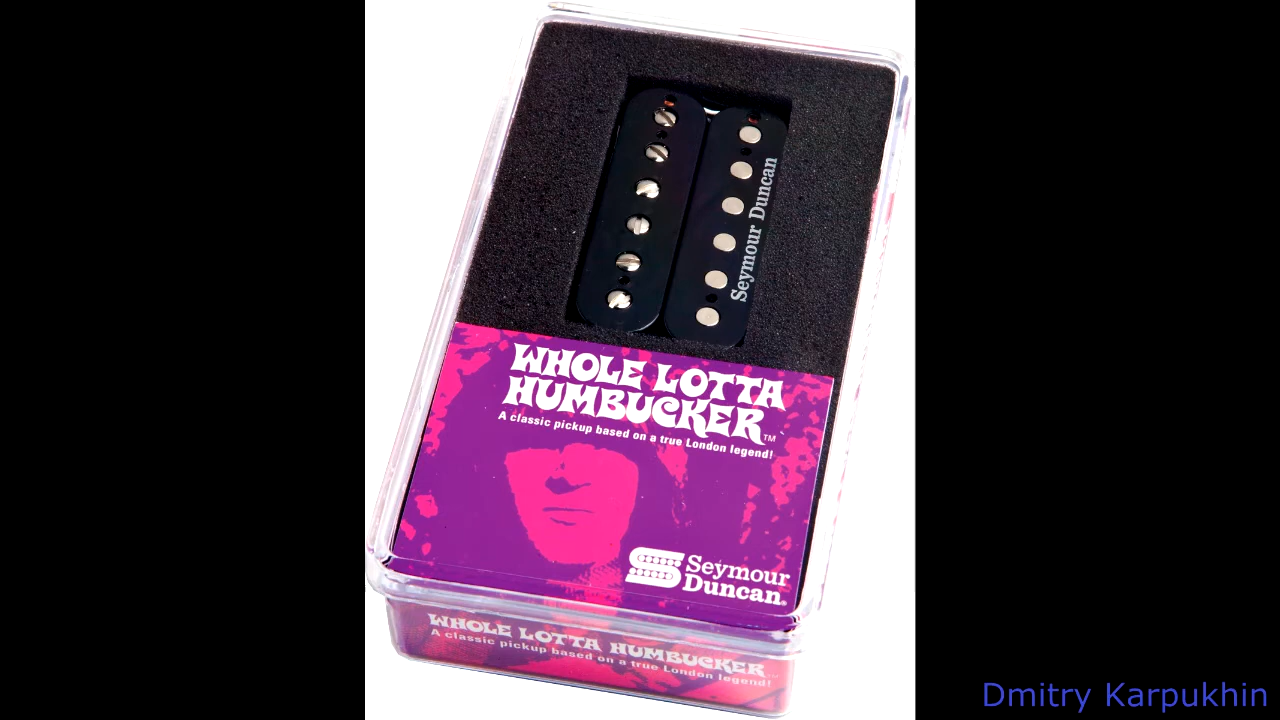 Seymour Duncan
WHOLE LOTTA
HUMBUCKER™
A classic pickup based on a true London legend!
Seymour
Duncan®
WHOLE LOTTA HUMBUCKER™
A classic pickup based on a true London legend!
Dmitry Karpukhin